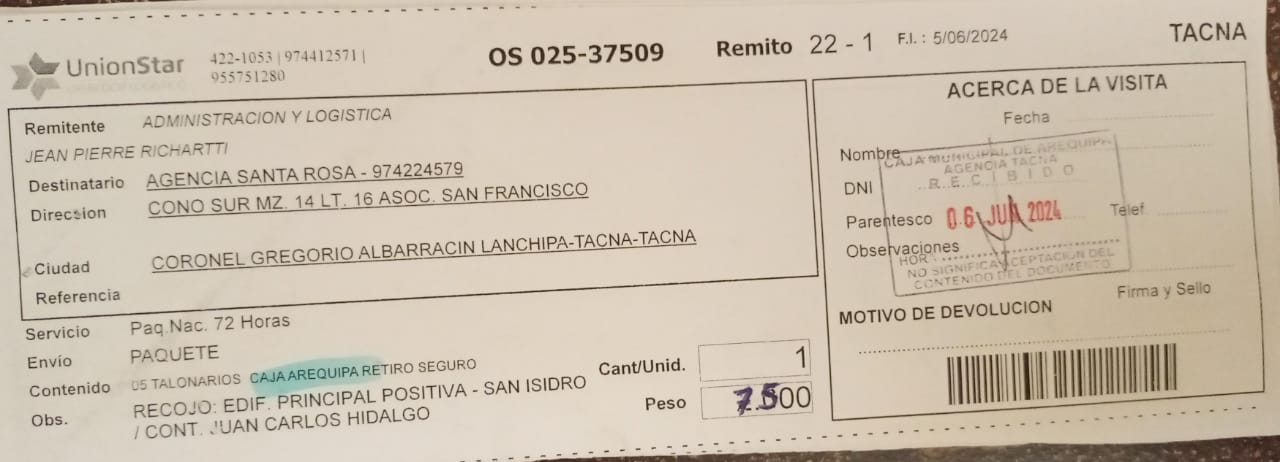 UnionStar
422-1053 | 974412571 |
955751280
OS 025-37509
Remito 22 - 1
F.I. : 5/06/2024
TACNA
Remitente ADMINISTRACION Y LOGISTICA
JEAN PIERRE RICHARTTI
Destinatario AGENCIA SANTA ROSA - 974224579
Direccion CONO SUR MZ. 14 LT. 16 ASOC. SAN FRANCISCO
Ciudad CORONEL GREGORIO ALBARRACIN LANCHIPA-TACNA-TACNA
Referencia
Servicio Paq.Nac. 72 Horas
Envío PAQUETE
Contenido 05 TALONARIOS CAJA AREQUIPA RETIRO SEGURO
Obs. RECOJO: EDIF. PRINCIPAL POSITIVA - SAN ISIDRO
/ CONT. JUAN CARLOS HIDALGO
Cant/Unid. 1
Peso 7.500
ACERCA DE LA VISITA
Fecha
Nombre
DNI
Parentesco
Telef
Observaciones
CAJA MUNICIPAL DE AREQUIPA
AGENCIA TACNA
RECIBIDO
06 JUN 2024
HORA
NO SIGNIFICA ACEPTACION DEL
CONTENIDO DEL DOCUMENTO
Firma y Sello
MOTIVO DE DEVOLUCION